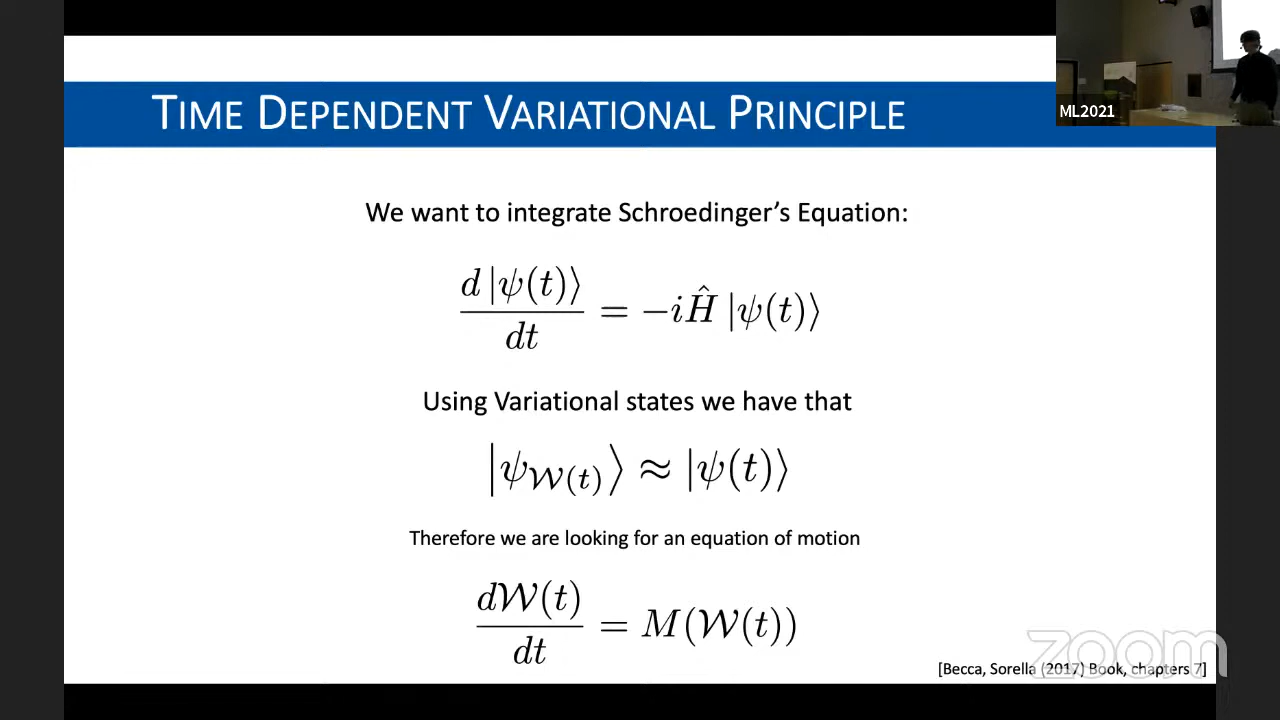 TIME DEPENDENT VARIATIONAL PRINCIPLE
ML2021
We want to integrate Schroedinger's Equation:
d|ψ(t)⟩/dt = −iĤ|ψ(t)⟩
Using Variational states we have that
|ψ_𝒲(t)⟩ ≈ |ψ(t)⟩
Therefore we are looking for an equation of motion
d𝒲(t)/dt = M(𝒲(t))
zoom
[Becca, Sorella (2017) Book, chapters 7]